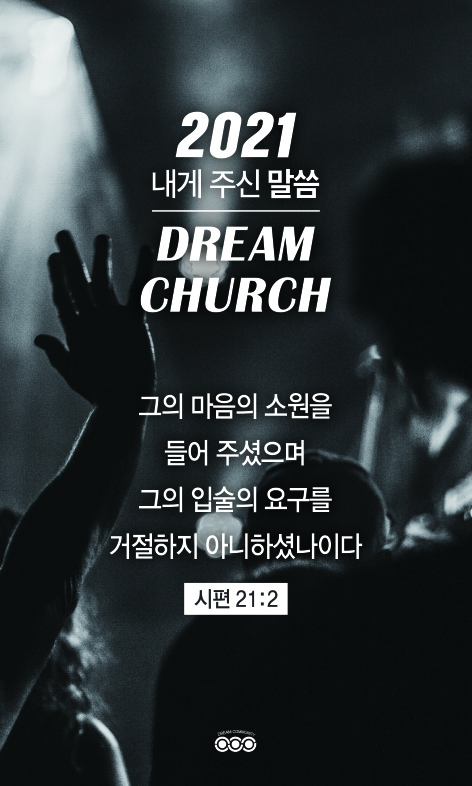 2021
내게 주신 말씀
DREAM
CHURCH
그의 마음의 소원을
들어 주셨으며
그의 입술의 요구를
거절하지 아니하셨나이다
시편 21:2
DREAM COMMUNITY